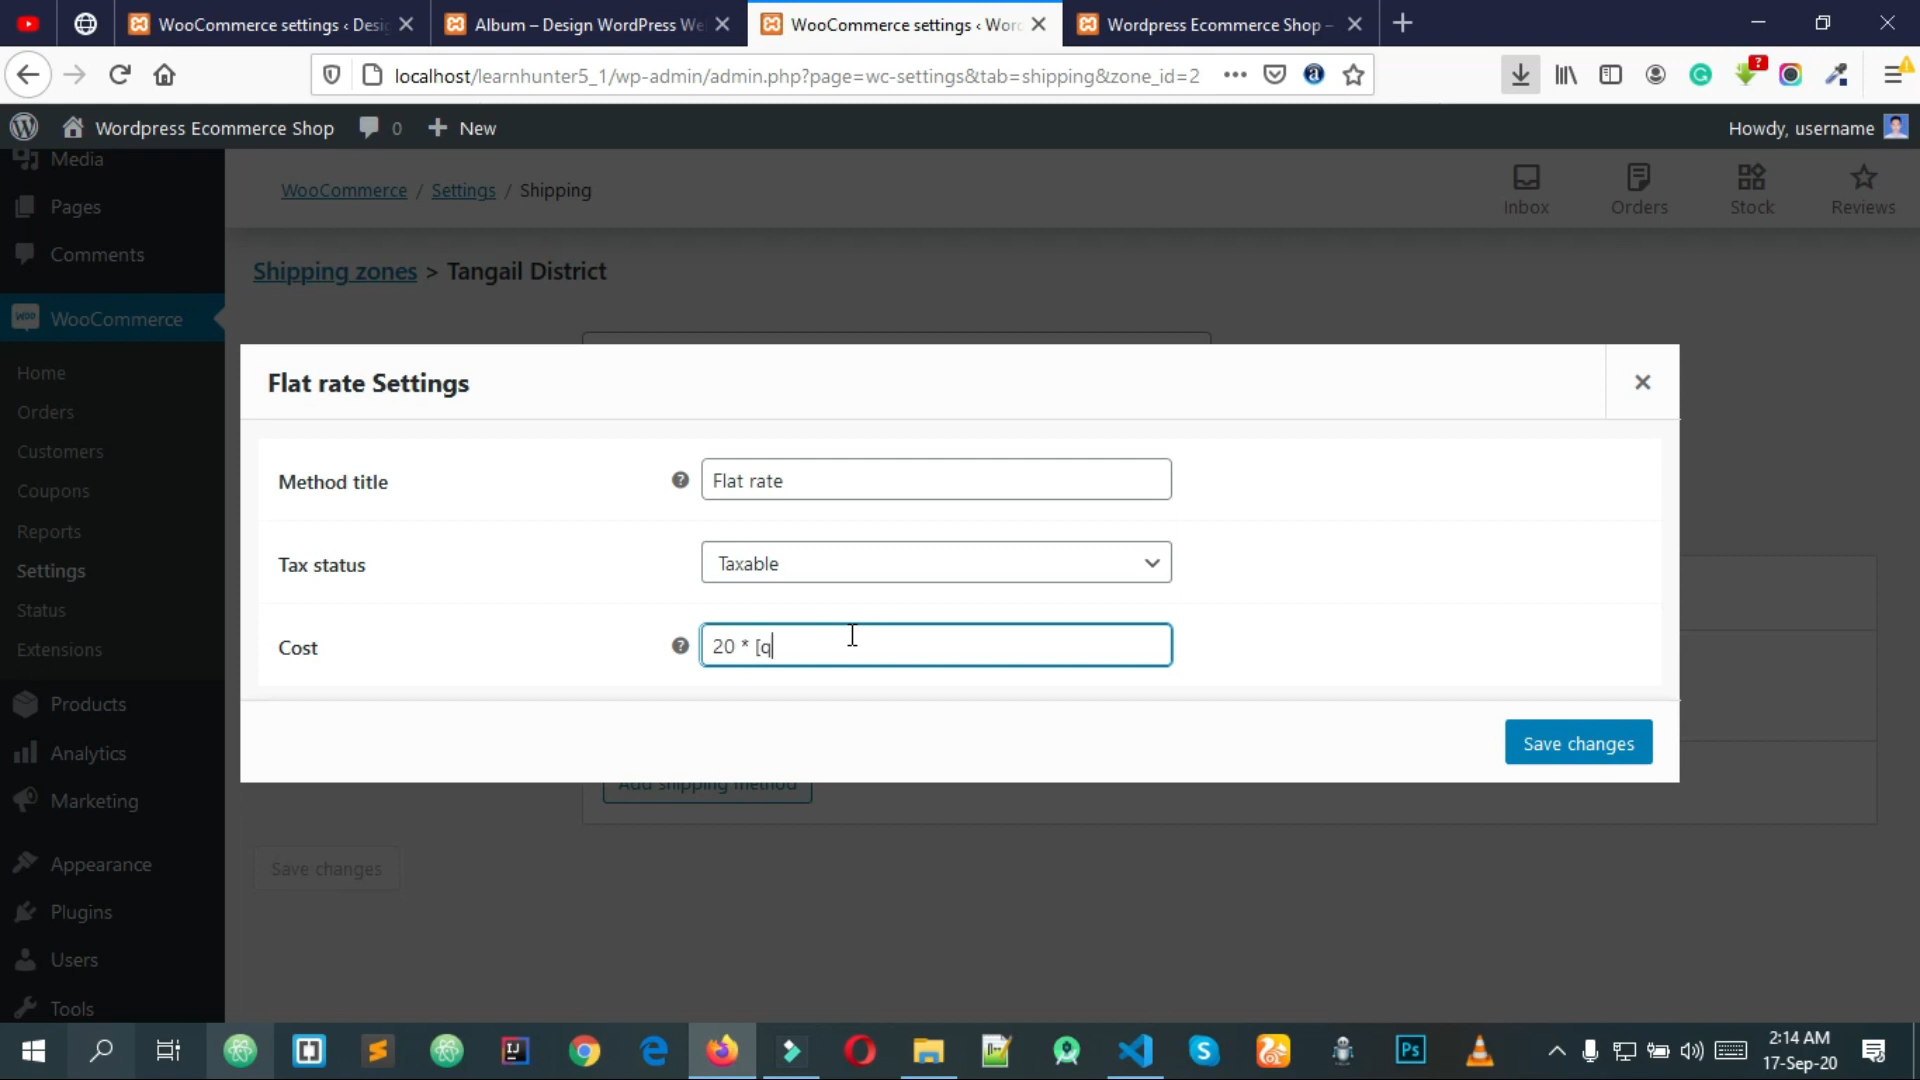 WooCommerce settings ‹ Desi
Album – Design WordPress We
WooCommerce settings ‹ Word
Wordpress Ecommerce Shop –
localhost/learnhunter5_1/wp-admin/admin.php?page=wc-settings&tab=shipping&zone_id=2
Wordpress Ecommerce Shop
0
New
Howdy, username
Media
Pages
Comments
WooCommerce
Home
Orders
Customers
Coupons
Reports
Settings
Status
Extensions
Products
Analytics
Marketing
Appearance
Plugins
Users
Tools
WooCommerce / Settings / Shipping
Inbox
Orders
Stock
Reviews
Shipping zones > Tangail District
Flat rate Settings
Method title
Flat rate
Tax status
Taxable
Cost
20 * [q
Save changes
Add shipping method
Save changes
2:14 AM
17-Sep-20